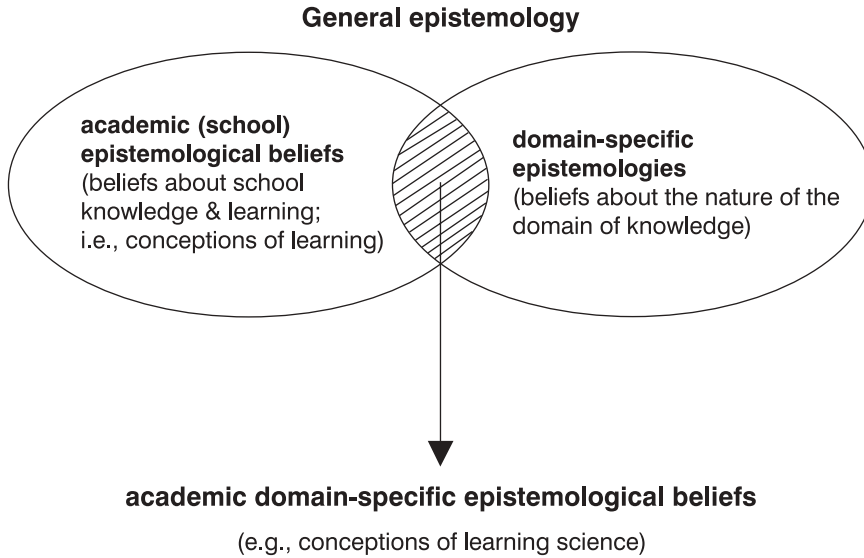 General epistemology
academic (school)
epistemological beliefs
(beliefs about school
knowledge & learning;
i.e., conceptions of learning)
domain-specific
epistemologies
(beliefs about the nature of the
domain of knowledge)
academic domain-specific epistemological beliefs
(e.g., conceptions of learning science)